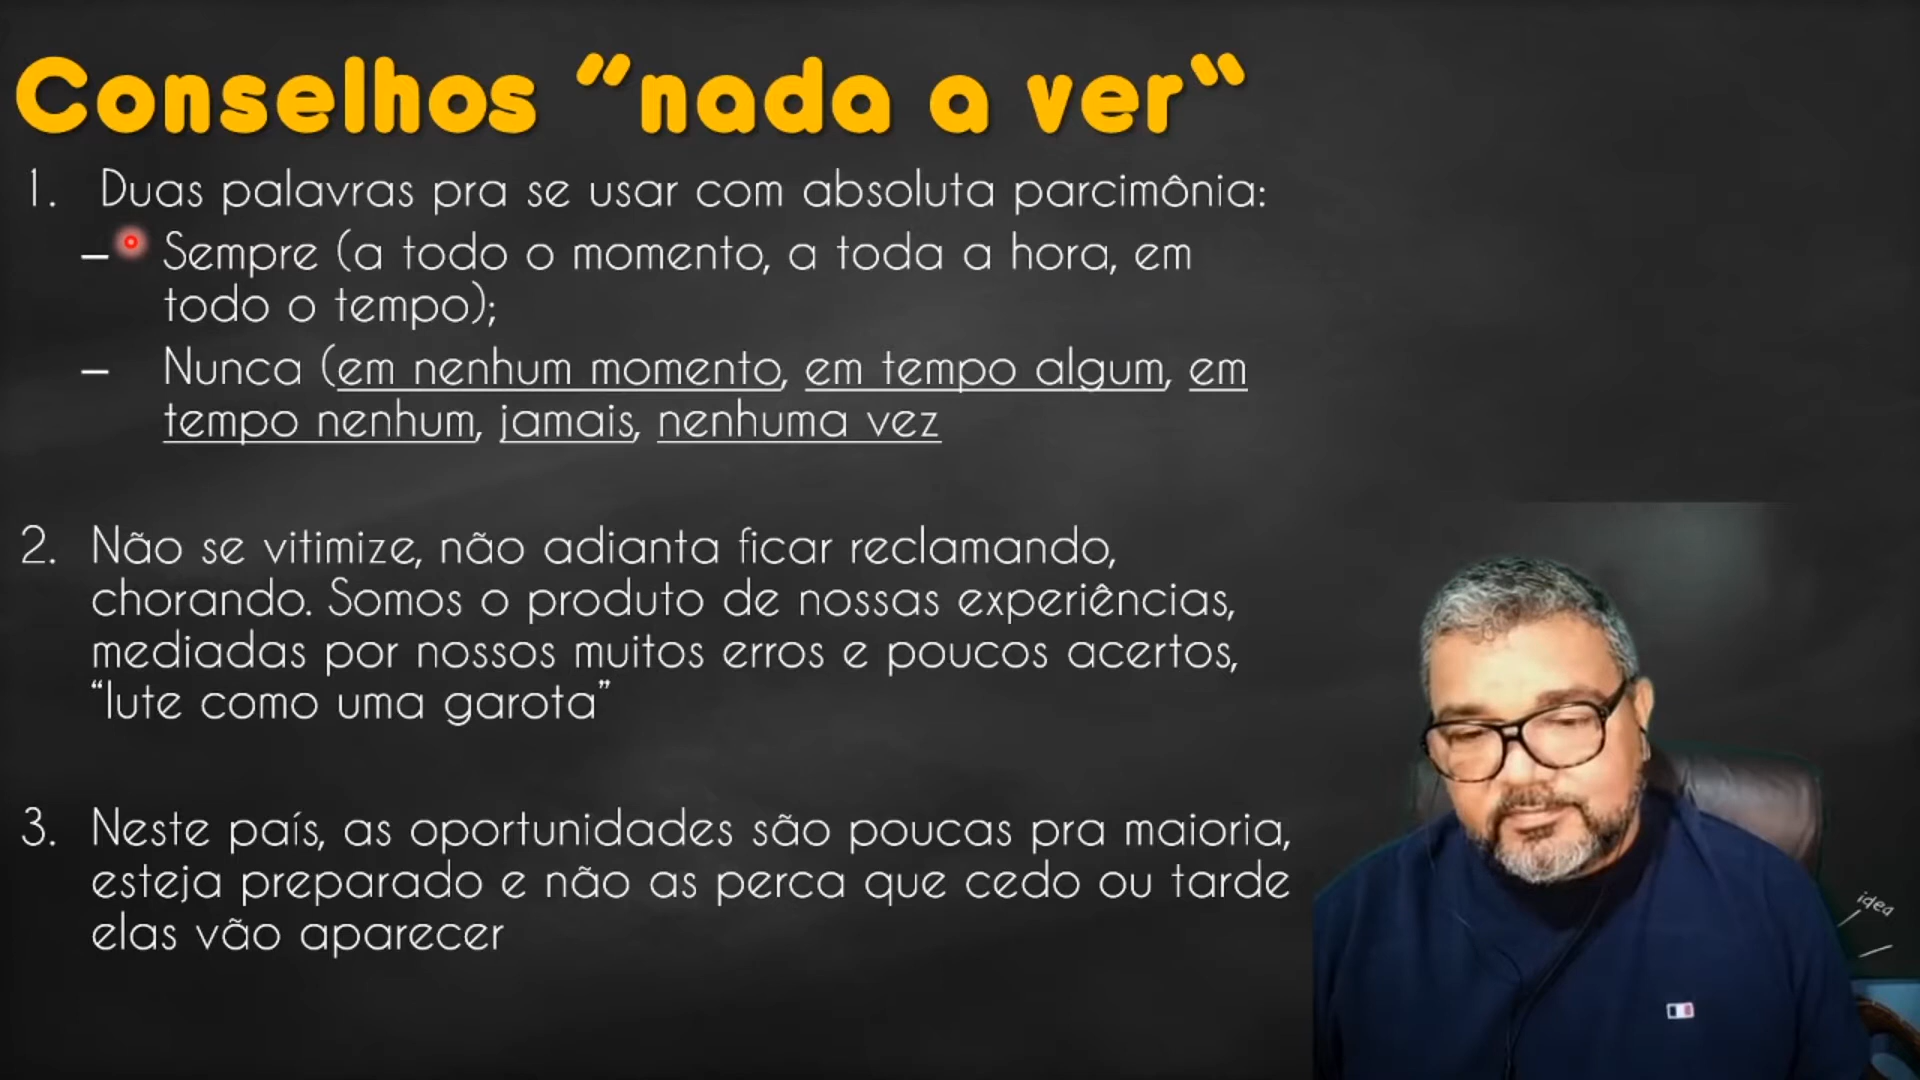 Conselhos “nada a ver“
1. Duas palavras pra se usar com absoluta parcimônia:
– Sempre (a todo o momento, a toda a hora, em
todo o tempo);
– Nunca (em nenhum momento, em tempo algum, em
tempo nenhum, jamais, nenhuma vez
2. Não se vitimize, não adianta ficar reclamando,
chorando. Somos o produto de nossas experiências,
mediadas por nossos muitos erros e poucos acertos,
“lute como uma garota”
3. Neste país, as oportunidades são poucas pra maioria,
esteja preparado e não as perca que cedo ou tarde
elas vão aparecer
idea